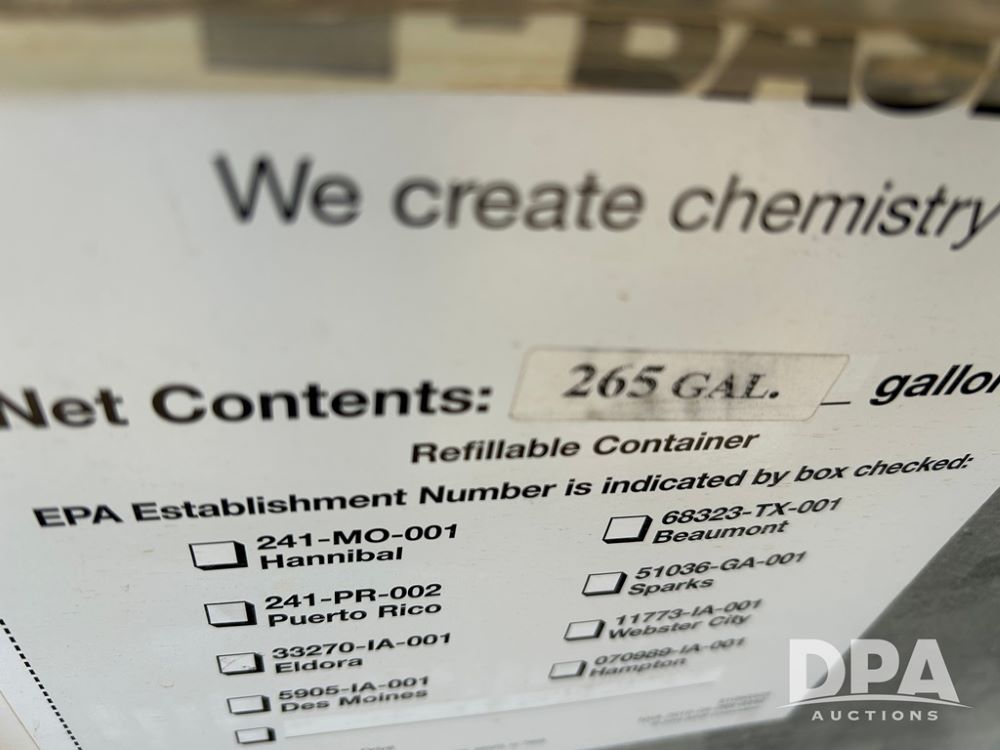 We create chemistry
Net Contents: 265 GAL. gallon
Refillable Container
EPA Establishment Number is indicated by box checked:
241-MO-001
Hannibal
241-PR-002
Puerto Rico
33270-IA-001
Eldora
5905-IA-001
Des Moines
68323-TX-001
Beaumont
51036-GA-001
Sparks
11773-IA-001
Webster City
070989-IA-001
Hampton
DPA
AUCTIONS